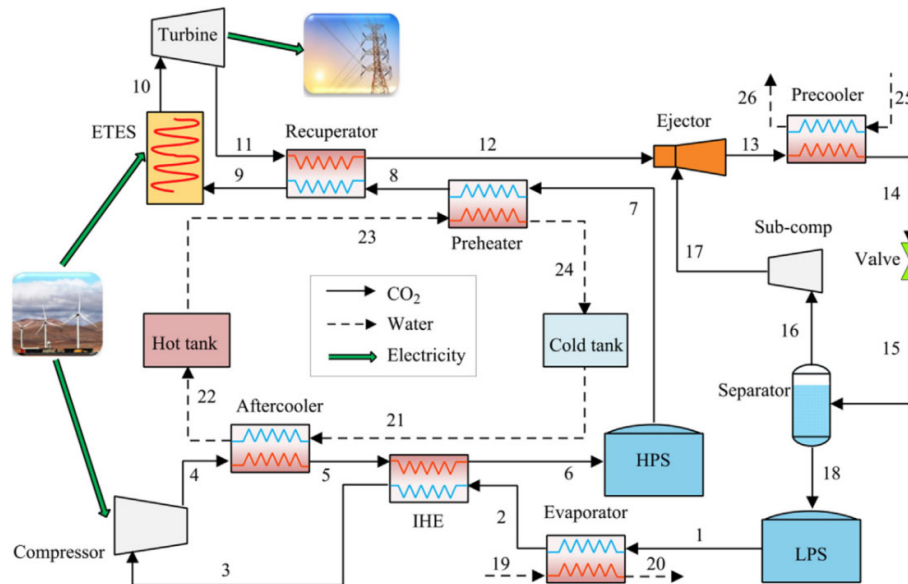 Turbine
10
ETES
11
Recuperator
12
Ejector
13
26
Precooler
25
9
8
7
14
Preheater
23
24
17
Sub-comp
Valve
CO₂
Water
Electricity
Hot tank
Cold tank
16
15
22
Aftercooler
21
Separator
4
5
6
HPS
18
IHE
2
Evaporator
1
LPS
Compressor
3
19
20